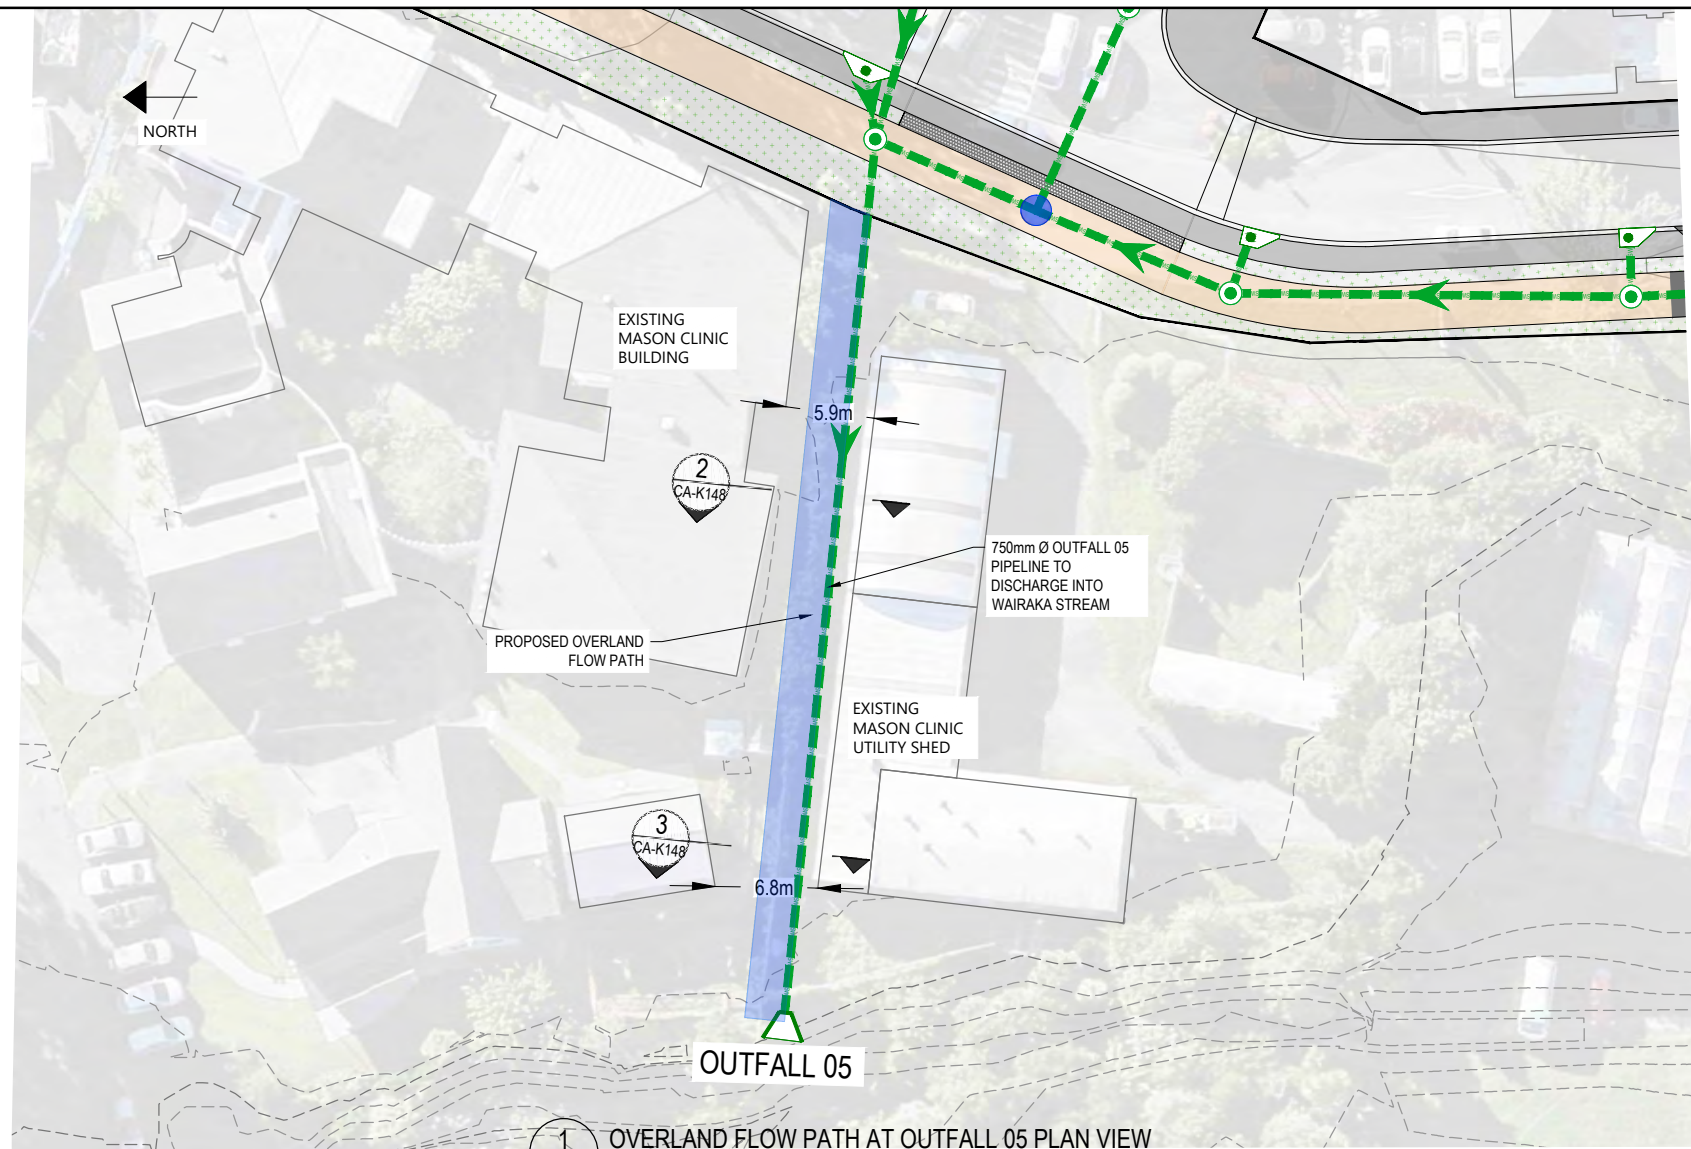 NORTH
EXISTING
MASON CLINIC
BUILDING
5.9m
2
CA-K148
750mm Ø OUTFALL 05
PIPELINE TO
DISCHARGE INTO
WAIRAKA STREAM
PROPOSED OVERLAND
FLOW PATH
EXISTING
MASON CLINIC
UTILITY SHED
3
CA-K148
6.8m
OUTFALL 05
1
OVERLAND FLOW PATH AT OUTFALL 05 PLAN VIEW